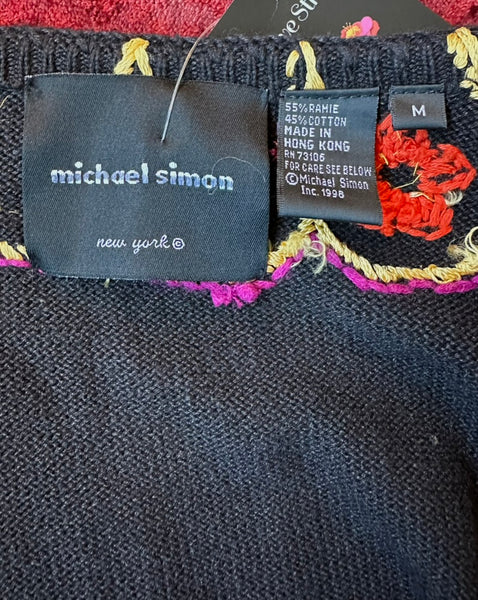 michael simon
new york©
55% RAMIE
45% COTTON
MADE IN
HONG KONG
RN 73106
FOR CARE SEE BELOW
© Michael Simon
Inc. 1998
M